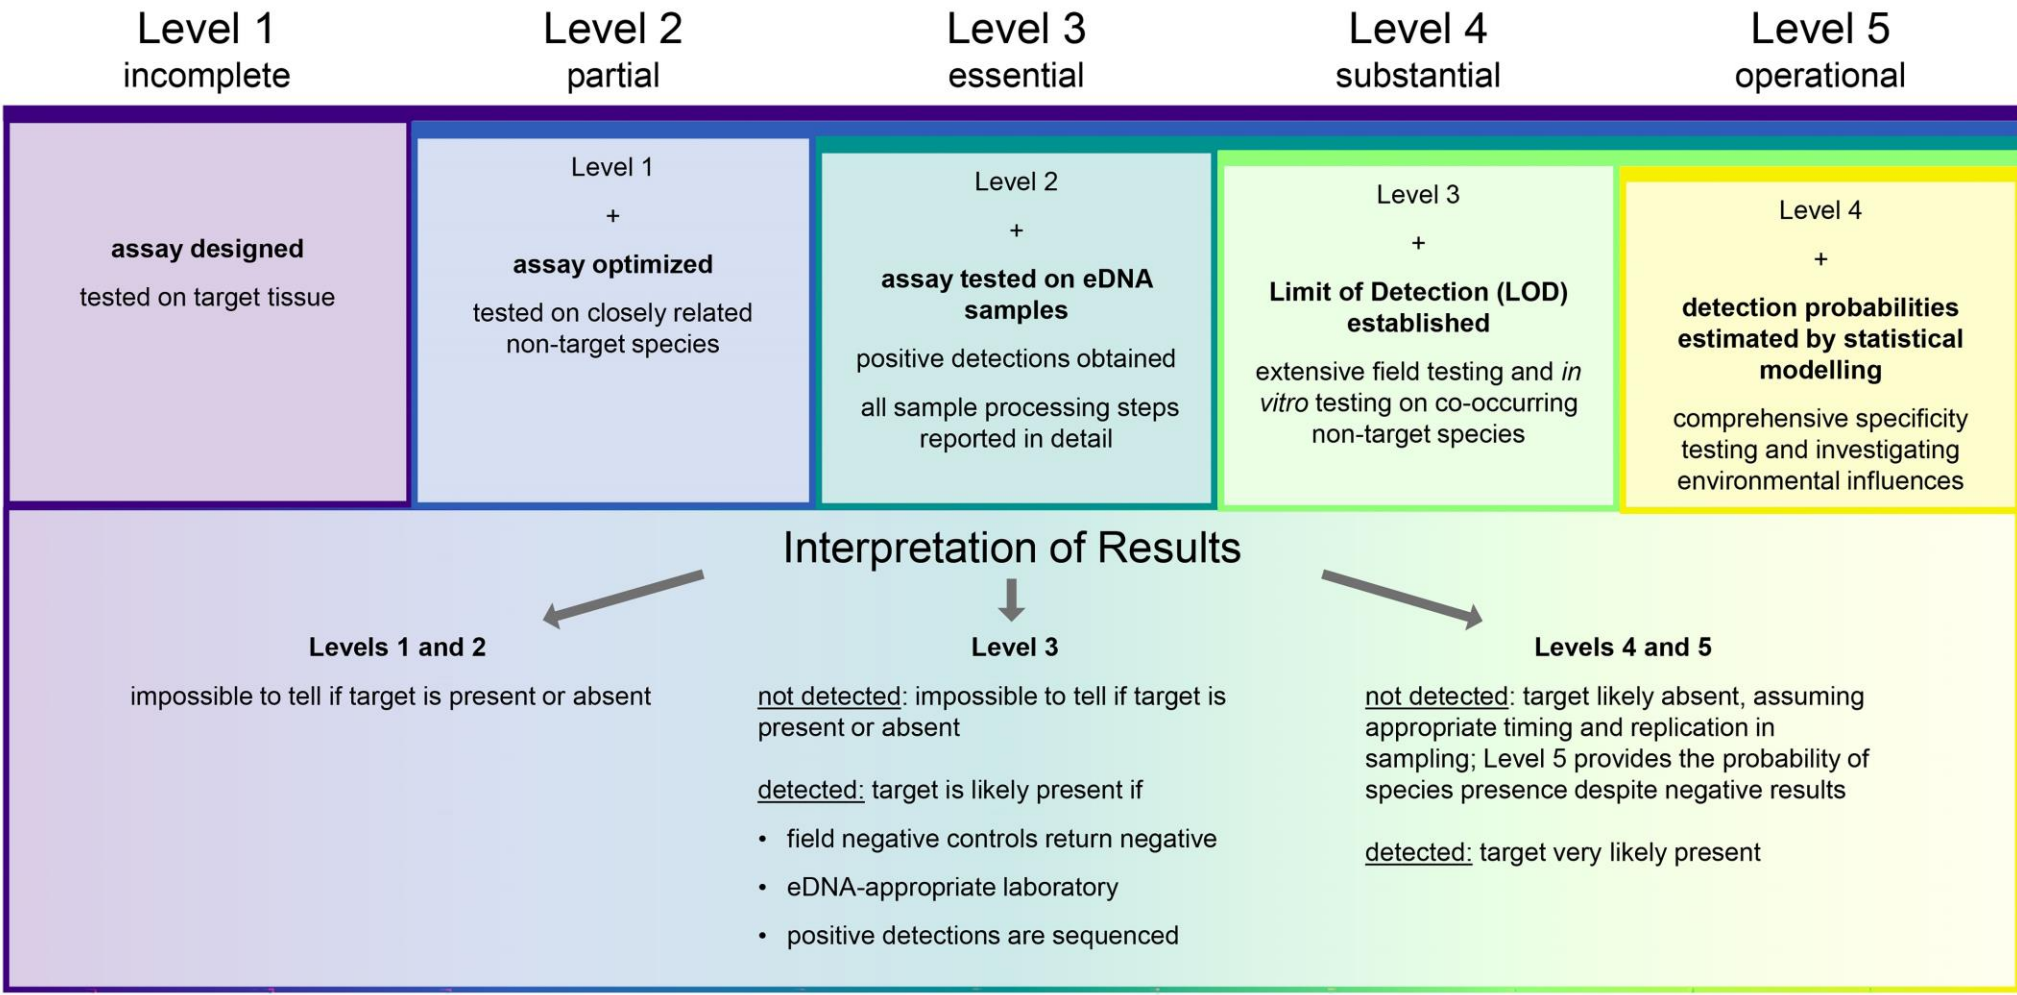 Level 1
incomplete
Level 2
partial
Level 3
essential
Level 4
substantial
Level 5
operational
assay designed
tested on target tissue
Level 1
+
assay optimized
tested on closely related
non-target species
Level 2
+
assay tested on eDNA
samples
positive detections obtained
all sample processing steps
reported in detail
Level 3
+
Limit of Detection (LOD)
established
extensive field testing and in
vitro testing on co-occurring
non-target species
Level 4
+
detection probabilities
estimated by statistical
modelling
comprehensive specificity
testing and investigating
environmental influences
Interpretation of Results
Levels 1 and 2
impossible to tell if target is present or absent
Level 3
not detected: impossible to tell if target is
present or absent
detected: target is likely present if
• field negative controls return negative
• eDNA-appropriate laboratory
• positive detections are sequenced
Levels 4 and 5
not detected: target likely absent, assuming
appropriate timing and replication in
sampling; Level 5 provides the probability of
species presence despite negative results
detected: target very likely present